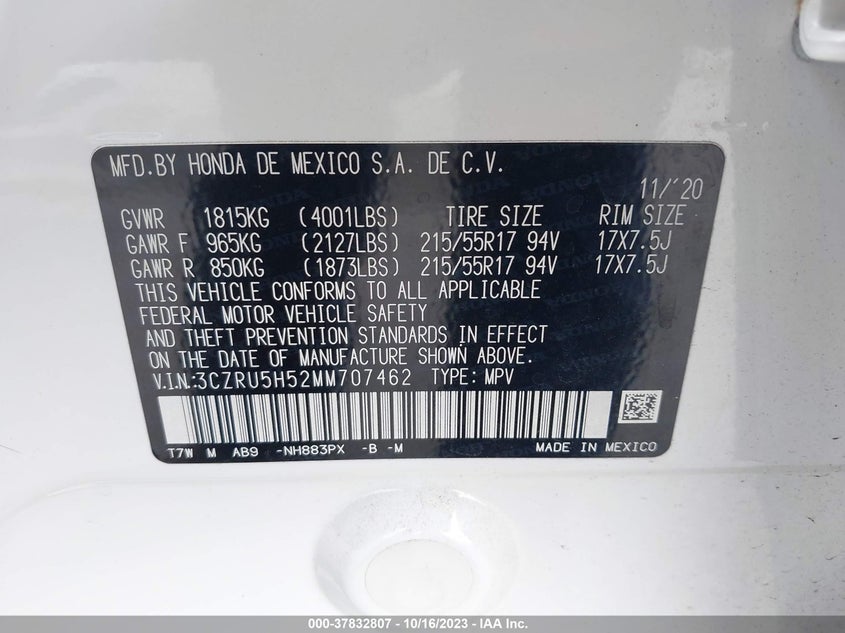 MFD.BY HONDA DE MEXICO S.A. DE C.V.
11/'20
GVWR 1815KG (4001LBS) TIRE SIZE RIM SIZE
GAWR F 965KG (2127LBS) 215/55R17 94V 17X7.5J
GAWR R 850KG (1873LBS) 215/55R17 94V 17X7.5J
THIS VEHICLE CONFORMS TO ALL APPLICABLE
FEDERAL MOTOR VEHICLE SAFETY
AND THEFT PREVENTION STANDARDS IN EFFECT
ON THE DATE OF MANUFACTURE SHOWN ABOVE.
V.I.N.:3CZRU5H52MM707462 TYPE: MPV
T7W M AB9 -NH883PX -B -M MADE IN MEXICO
000-37832807 - 10/16/2023 - IAA Inc.